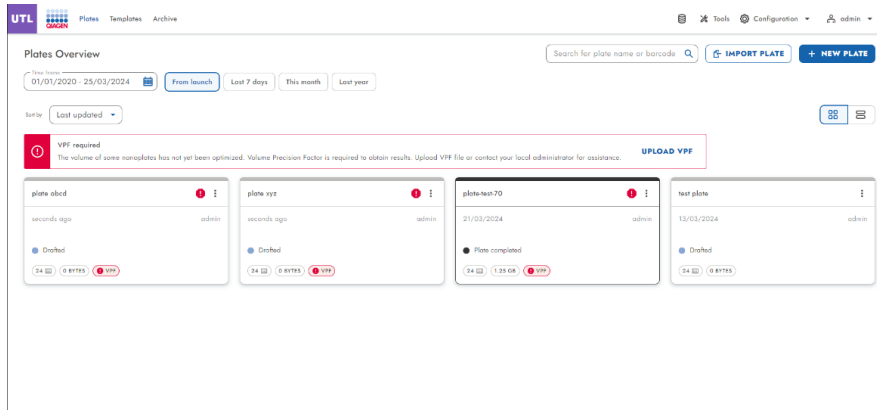 UTL QIAGEN Plates Templates Archive Tools Configuration admin
Plates Overview Search for plate name or barcode IMPORT PLATE + NEW PLATE
Time frame
01/01/2020 - 25/03/2024 From launch Last 7 days This month Last year
Sort by Last updated
VPF required
The volume of some nanoplates has not yet been optimized. Volume Precision Factor is required to obtain results. Upload VPF file or contact your local administrator for assistance. UPLOAD VPF
plate abcd plate xyz plate-test-70 test plate
seconds ago admin seconds ago admin 21/03/2024 admin 13/03/2024 admin
Drafted Drafted Plate completed Drafted
24 0 BYTES VPF 24 0 BYTES VPF 24 1.25 GB VPF 24 0 BYTES